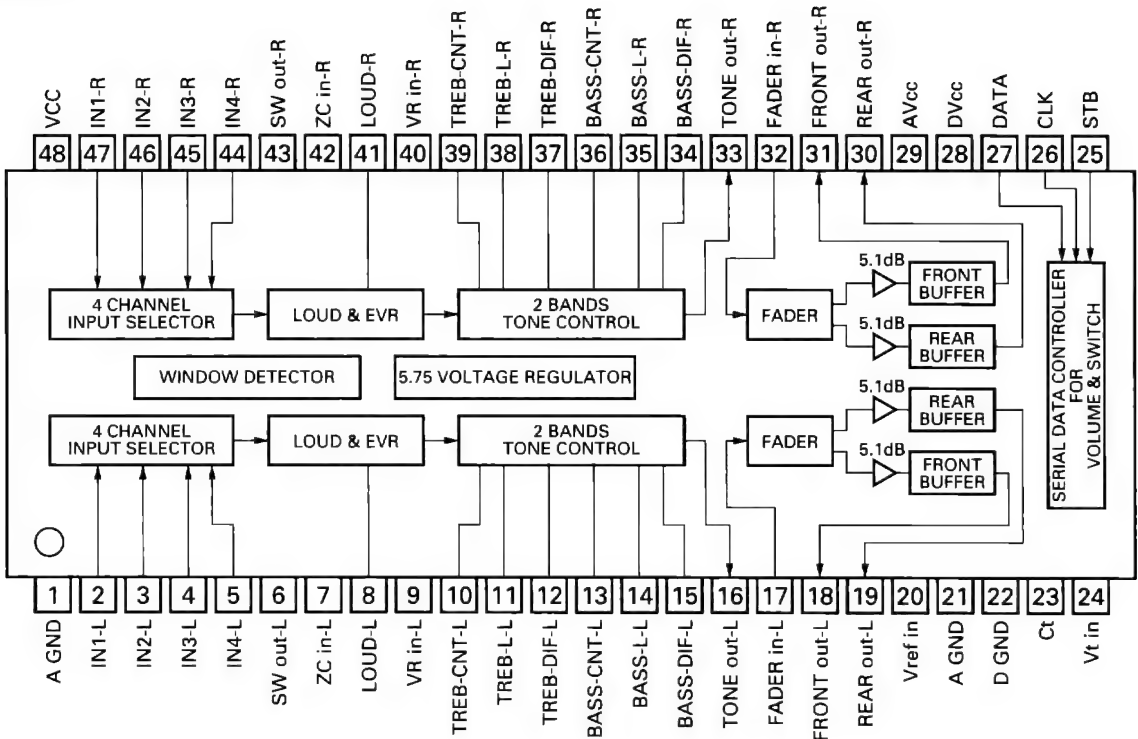 VCC
IN1-R
IN2-R
IN3-R
IN4-R
SW out-R
ZC in-R
LOUD-R
VR in-R
TREB-CNT-R
TREB-L-R
TREB-DIF-R
BASS-CNT-R
BASS-L-R
BASS-DIF-R
TONE out-R
FADER in-R
FRONT out-R
REAR out-R
AVcc
DVcc
DATA
CLK
STB
48 47 46 45 44 43 42 41 40 39 38 37 36 35 34 33 32 31 30 29 28 27 26 25
4 CHANNEL
INPUT SELECTOR
LOUD & EVR
2 BANDS
TONE CONTROL
FADER
5.1dB
FRONT
BUFFER
5.1dB
REAR
BUFFER
WINDOW DETECTOR
5.75 VOLTAGE REGULATOR
4 CHANNEL
INPUT SELECTOR
LOUD & EVR
2 BANDS
TONE CONTROL
FADER
5.1dB
REAR
BUFFER
5.1dB
FRONT
BUFFER
SERIAL DATA CONTROLLER
FOR
VOLUME & SWITCH
1 2 3 4 5 6 7 8 9 10 11 12 13 14 15 16 17 18 19 20 21 22 23 24
A GND
IN1-L
IN2-L
IN3-L
IN4-L
SW out-L
ZC in-L
LOUD-L
VR in-L
TREB-CNT-L
TREB-L-L
TREB-DIF-L
BASS-CNT-L
BASS-L-L
BASS-DIF-L
TONE out-L
FADER in-L
FRONT out-L
REAR out-L
Vref in
A GND
D GND
Ct
Vt in